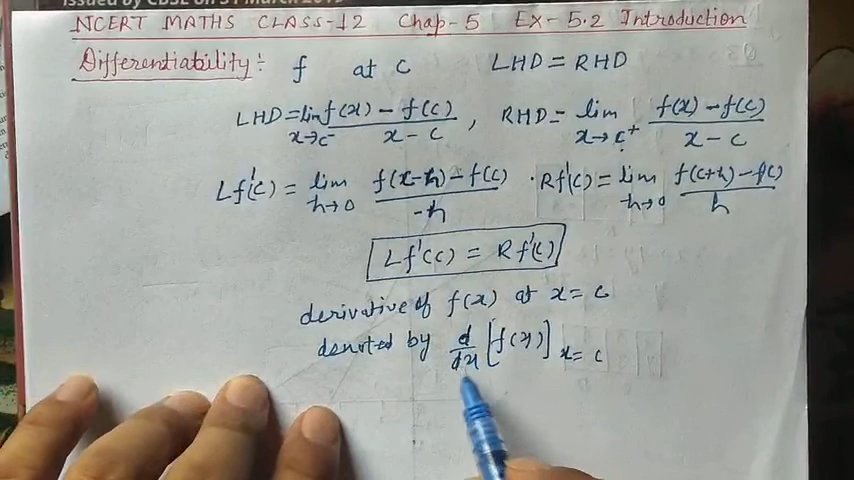 NCERT MATHS CLASS-12 Chap-5 Ex-5.2 Introduction
Differentiability: f at c LHD = RHD
LHD = lim x→c⁻ f(x) - f(c) / x - c , RHD = lim x→c⁺ f(x) - f(c) / x - c
Lf'(c) = lim h→0 f(x-h) - f(c) / -h . Rf'(c) = lim h→0 f(c+h) - f(c) / h
Lf'(c) = Rf'(c)
derivative of f(x) at x = c
denoted by d/dx [f(x)] x = c